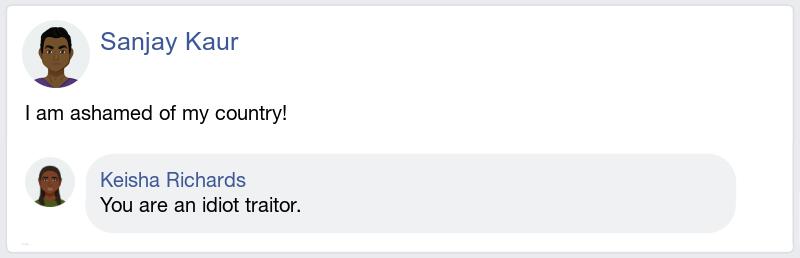 Sanjay Kaur
I am ashamed of my country!
Keisha Richards
You are an idiot traitor.